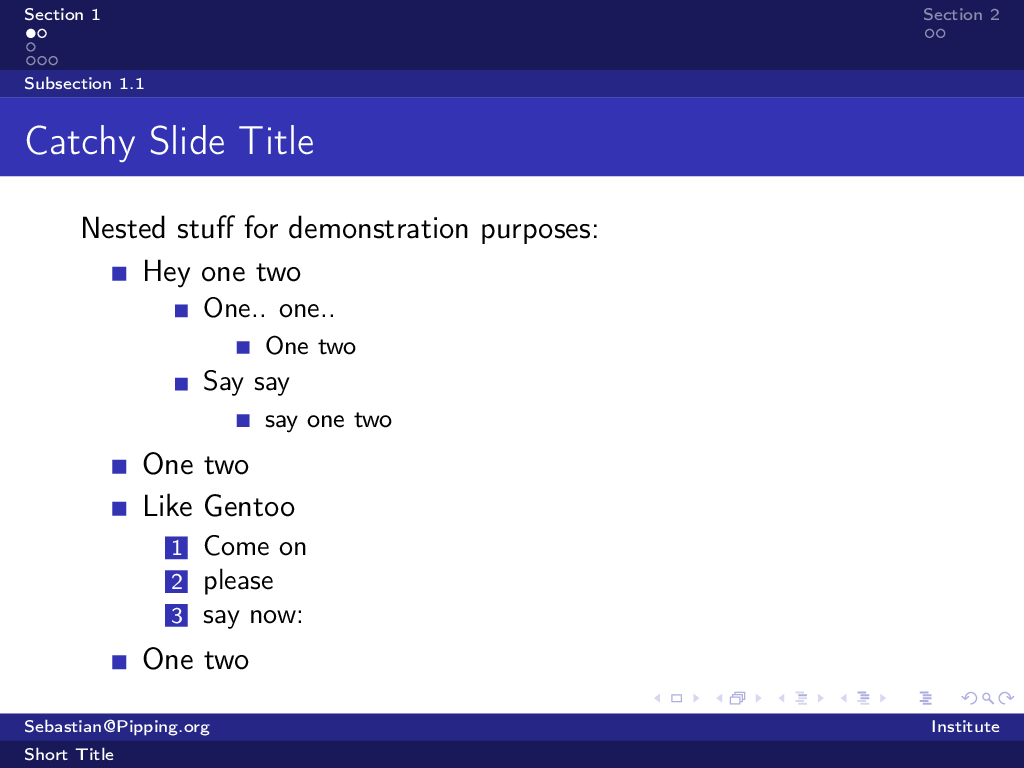 Section 1
Section 2
Subsection 1.1
Catchy Slide Title
Nested stuff for demonstration purposes:
Hey one two
One.. one..
One two
Say say
say one two
One two
Like Gentoo
1 Come on
2 please
3 say now:
One two
Sebastian@Pipping.org
Institute
Short Title